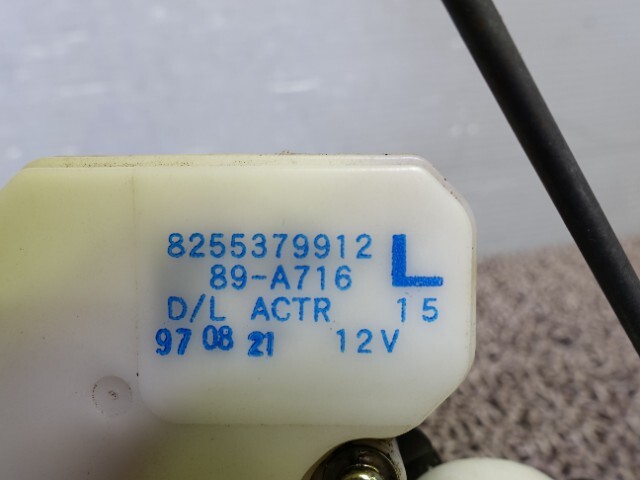 8255379912 L
89-A716
D/L ACTR 15
97 08 21 12V